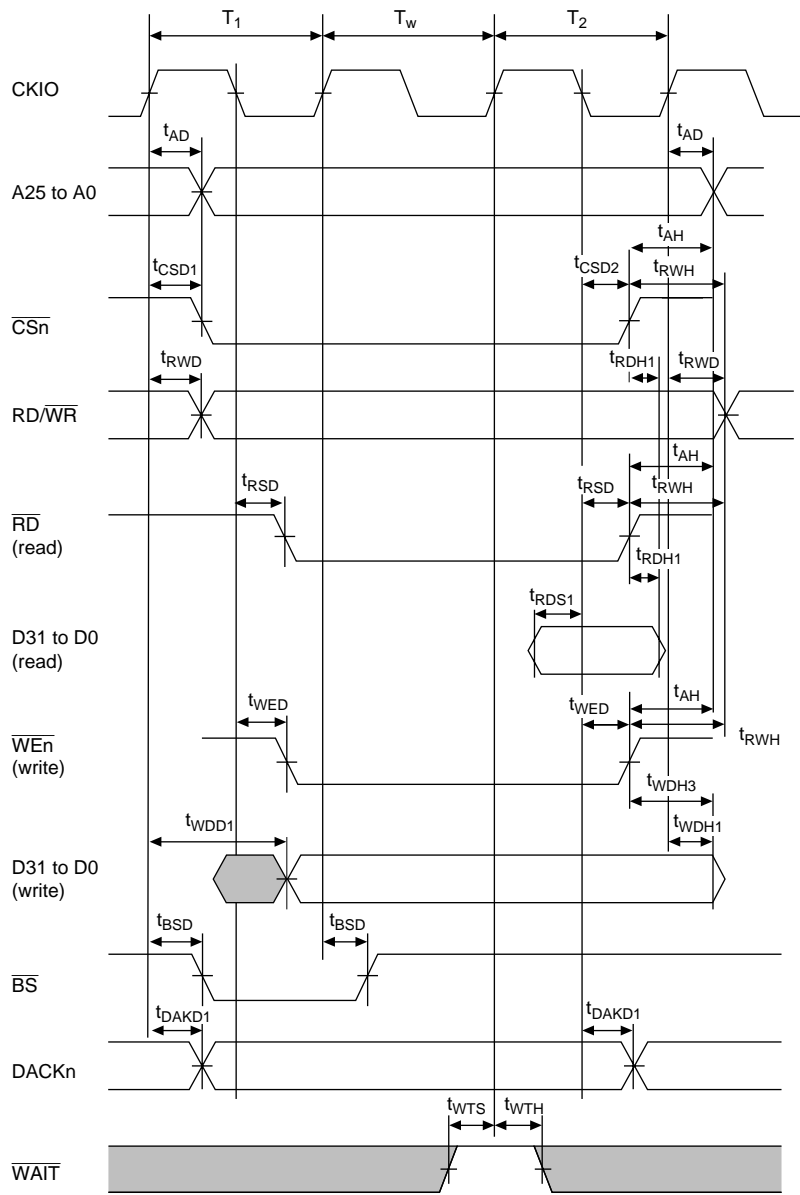 T1 Tw T2
CKIO
tAD tAD
A25 to A0
tAH
tCSD1 tCSD2 tRWH
CSn
tRDH1
tRWD tRWD
RD/WR
tAH
tRSD tRSD tRWH
RD
(read)
tRDH1
tRDS1
D31 to D0
(read)
tAH
tWED tWED
tRWH
WEn
(write)
tWDH3
tWDD1 tWDH1
D31 to D0
(write)
tBSD tBSD
BS
tDAKD1 tDAKD1
DACKn
tWTS tWTH
WAIT